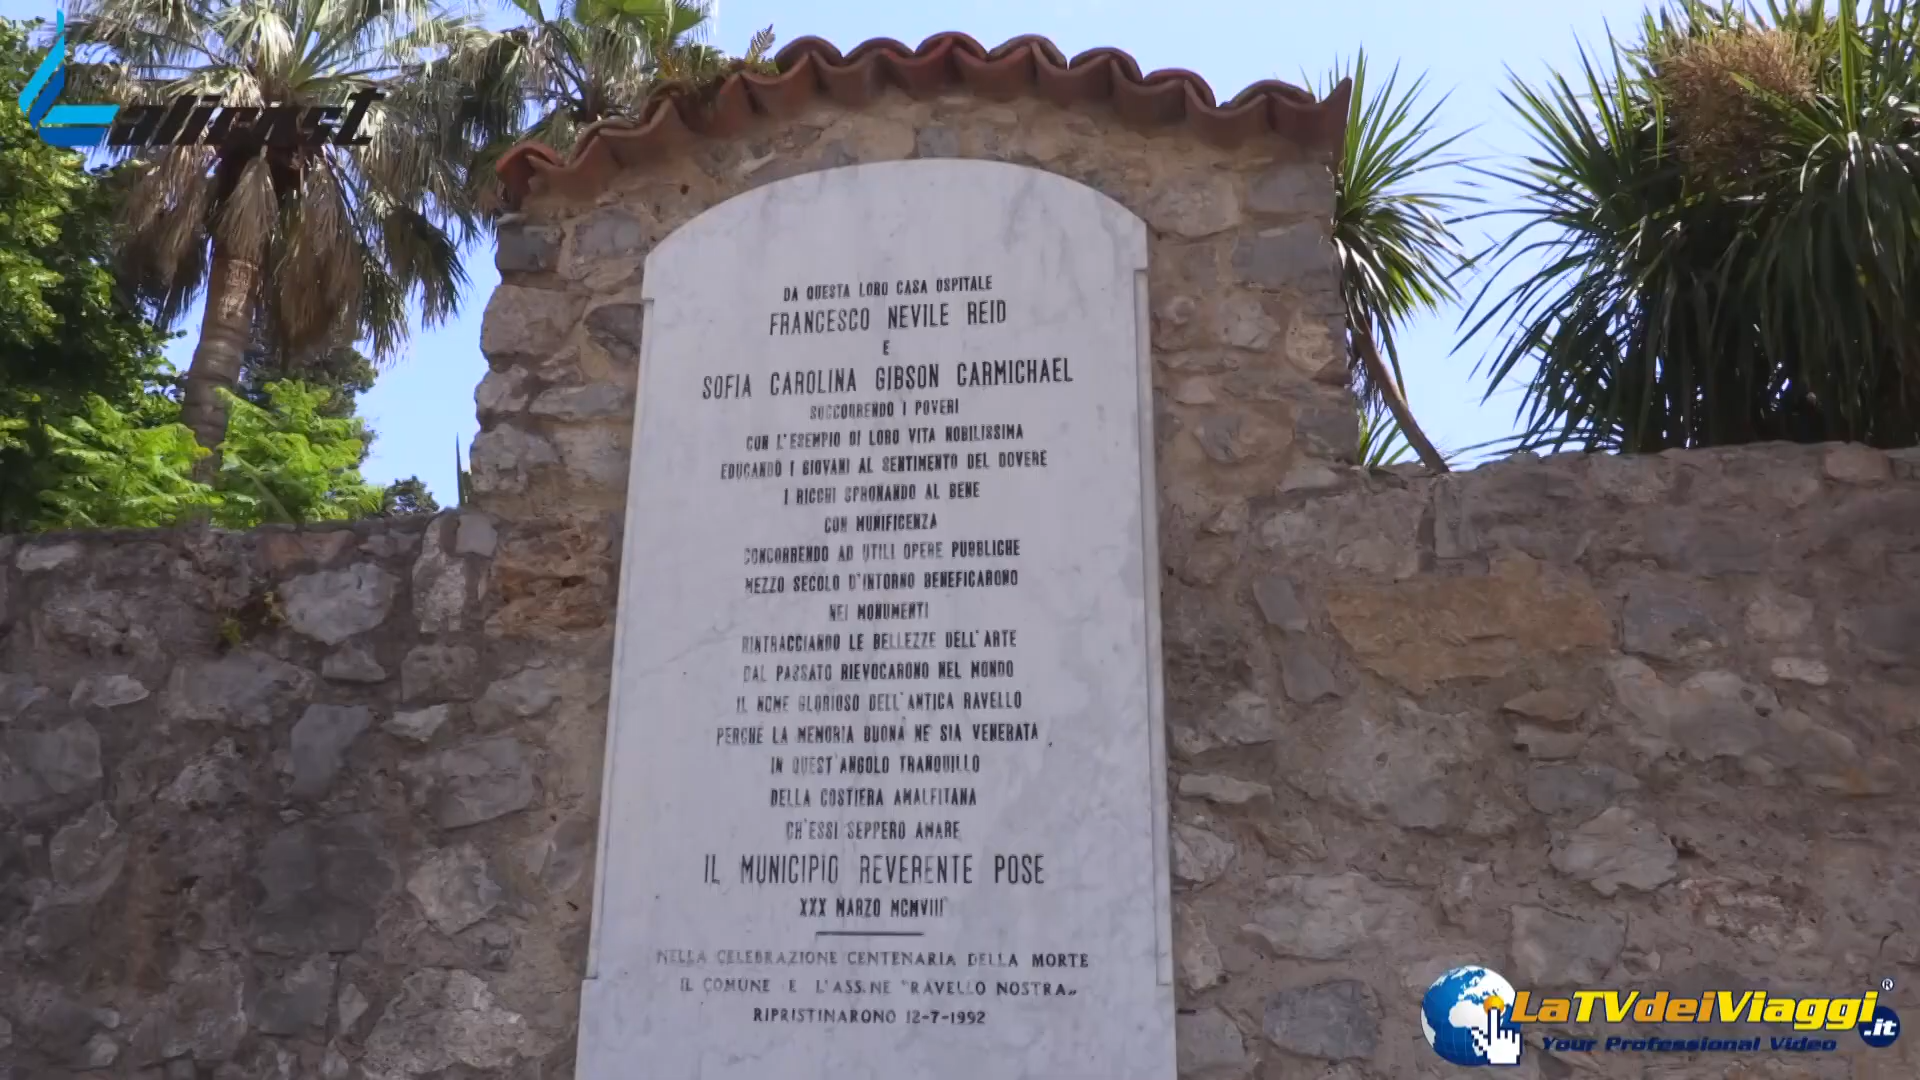 Latirast
DA QUESTA LORO CASA OSPITALE
FRANCESCO NEVILE REID
E
SOFIA CAROLINA GIBSON CARMICHAEL
SOCCORRENDO I POVERI
CON L'ESEMPIO DI LORO VITA NOBILISSIMA
EDUCANDO I GIOVANI AL SENTIMENTO DEL DOVERE
I RICCHI SPRONANDO AL BENE
CON MUNIFICENZA
CONCORRENDO AD UTILI OPERE PUBBLICHE
MEZZO SECOLO D'INTORNO BENEFICARONO
NEI MONUMENTI
RINTRACCIANDO LE BELLEZZE DELL'ARTE
DAL PASSATO RIEVOCARONO NEL MONDO
IL NOME GLORIOSO DELL'ANTICA RAVELLO
PERCHÉ LA MEMORIA BUONA NE SIA VENERATA
IN QUEST'ANGOLO TRANQUILLO
DELLA COSTIERA AMALFITANA
CH'ESSI SEPPERO AMARE
IL MUNICIPIO REVERENTE POSE
XXX MARZO MCMVIII
NELLA CELEBRAZIONE CENTENARIA DELLA MORTE
IL COMUNE E L'ASS.NE "RAVELLO NOSTRA"
RIPRISTINARONO 12-7-1992
LaTVdeiViaggi.it ®
Your Professional Video